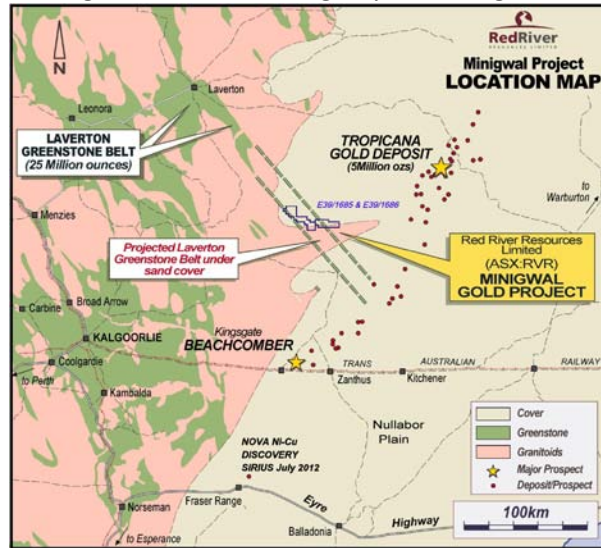 RedRiver
RESOURCES LIMITED
Minigwal Project
LOCATION MAP
N
Laverton
Leonora
LAVERTON
GREENSTONE BELT
(25 Million ounces)
TROPICANA
GOLD DEPOSIT
(5Million ozs)
to
Warburton
E39/1685 & E39/1686
Menzies
Projected Laverton
Greenstone Belt under
sand cover
Red River Resources
Limited
(ASX:RVR)
MINIGWAL
GOLD PROJECT
Carbine
Broad Arrow
KALGOORLIE
Kingsgate
BEACHCOMBER
Coolgardie
TRANS
AUSTRALIAN
RAILWAY
to Perth
Zanthus
Kitchener
Kambalda
Nullabor
Plain
Cover
Greenstone
Granitoids
Major Prospect
Deposit/Prospect
NOVA Ni-Cu
DISCOVERY
SIRIUS July 2012
Norseman
Fraser Range
Eyre
Highway
Balladonia
to Esperance
100km